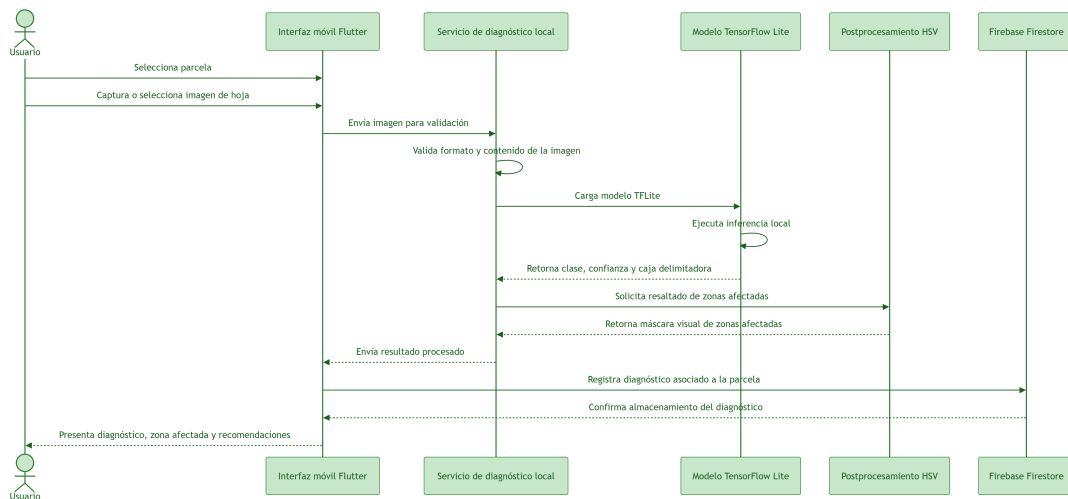 Usuario
Interfaz móvil Flutter
Servicio de diagnóstico local
Modelo TensorFlow Lite
Postprocesamiento HSV
Firebase Firestore
Selecciona parcela
Captura o selecciona imagen de hoja
Envía imagen para validación
Valida formato y contenido de la imagen
Carga modelo TFLite
Ejecuta inferencia local
Retorna clase, confianza y caja delimitadora
Solicita resaltado de zonas afectadas
Retorna máscara visual de zonas afectadas
Envía resultado procesado
Registra diagnóstico asociado a la parcela
Confirma almacenamiento del diagnóstico
Presenta diagnóstico, zona afectada y recomendaciones
Usuario
Interfaz móvil Flutter
Servicio de diagnóstico local
Modelo TensorFlow Lite
Postprocesamiento HSV
Firebase Firestore